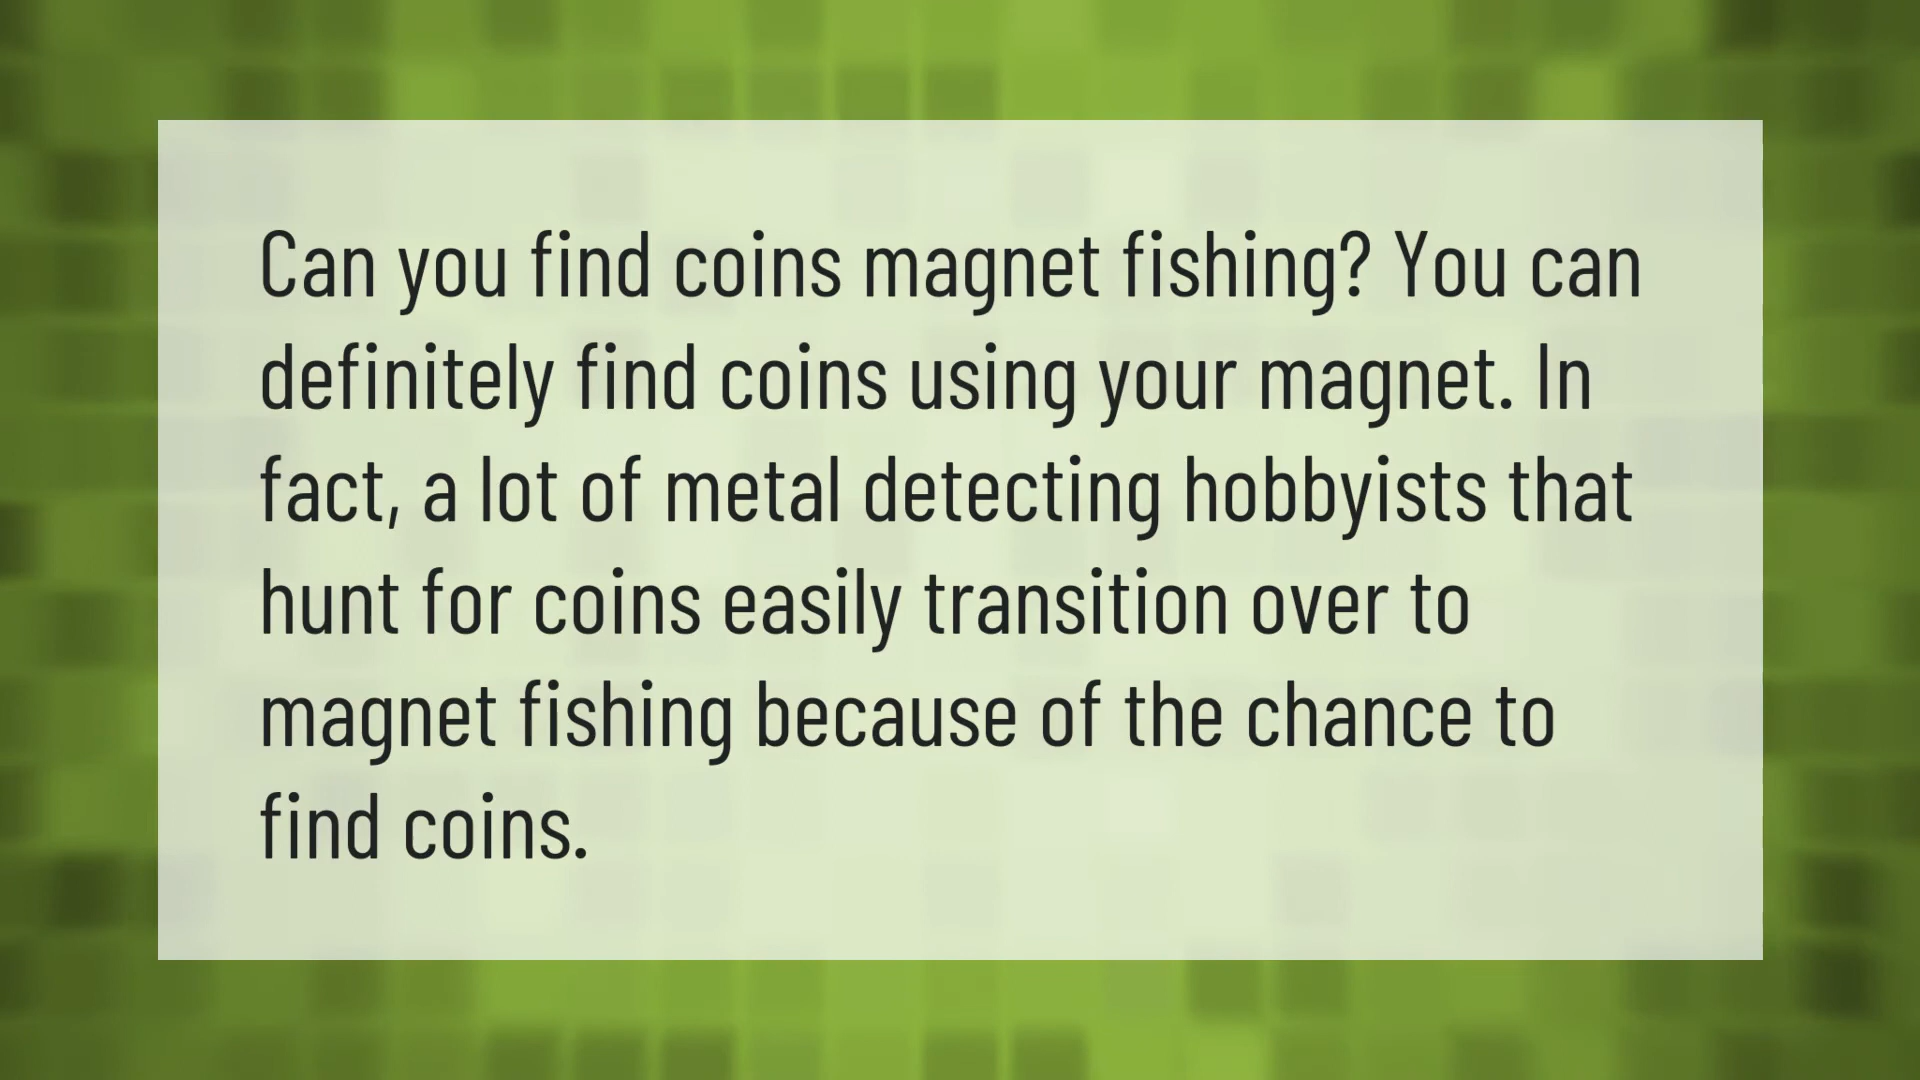 Can you find coins magnet fishing? You can
definitely find coins using your magnet. In
fact, a lot of metal detecting hobbyists that
hunt for coins easily transition over to
magnet fishing because of the chance to
find coins.